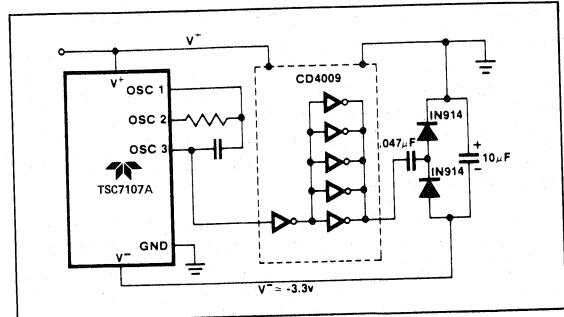 V+
V+
OSC 1
CD4009
OSC 2
IN914
OSC 3
.047µF
+
10µF
−
TSC7107A
IN914
GND
V−
V− ≃ -3.3v